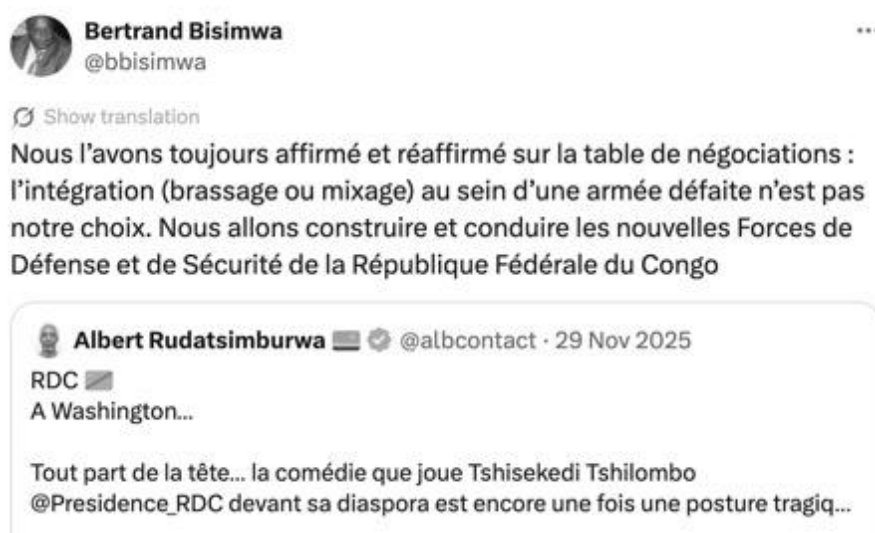 Bertrand Bisimwa
@bbisimwa
Show translation
Nous l’avons toujours affirmé et réaffirmé sur la table de négociations :
l’intégration (brassage ou mixage) au sein d’une armée défaite n’est pas
notre choix. Nous allons construire et conduire les nouvelles Forces de
Défense et de Sécurité de la République Fédérale du Congo
Albert Rudatsimburwa @albcontact · 29 Nov 2025
RDC
A Washington...
Tout part de la tête... la comédie que joue Tshisekedi Tshilombo
@Presidence_RDC devant sa diaspora est encore une fois une posture tragiq...